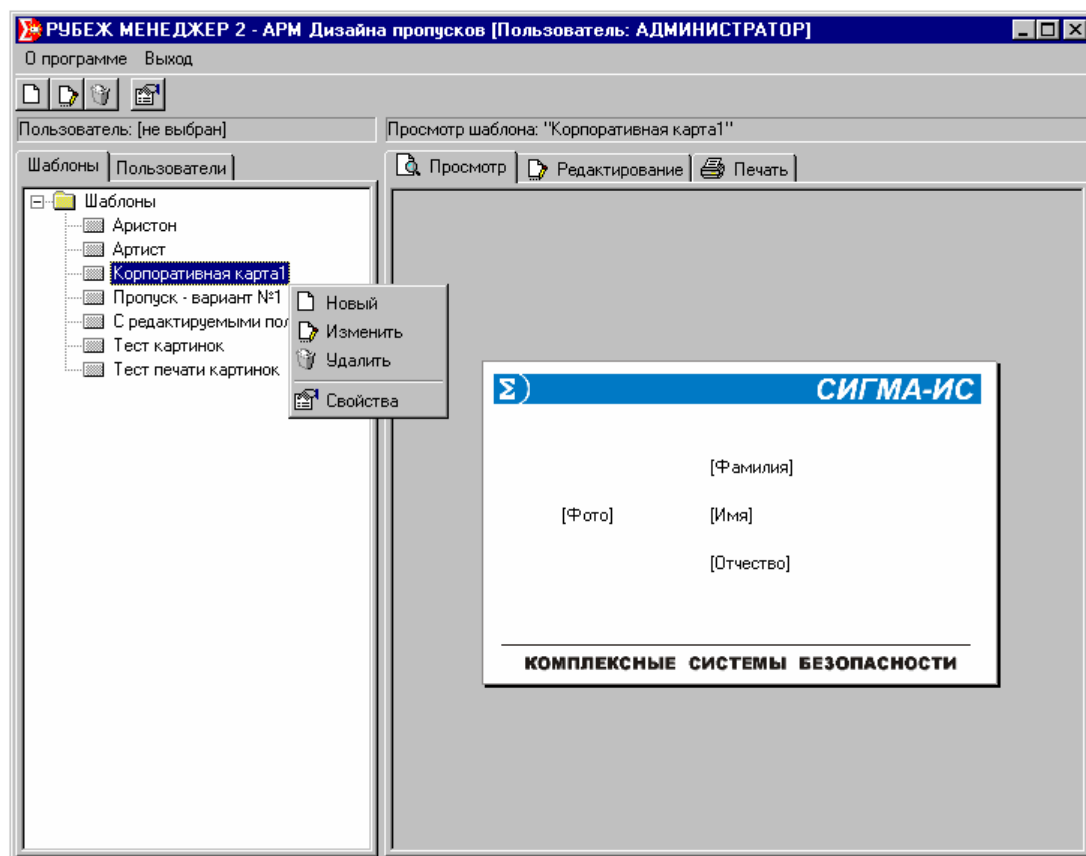 РУБЕЖ МЕНЕДЖЕР 2 - АРМ Дизайна пропусков [Пользователь: АДМИНИСТРАТОР]
О программе Выход
Пользователь: [не выбран]
Просмотр шаблона: "Корпоративная карта1"
Шаблоны Пользователи
Просмотр Редактирование Печать
Шаблоны
Аристон
Артист
Корпоративная карта1
Пропуск - вариант №1
С редактируемыми пол
Тест картинок
Тест печати картинок
Новый
Изменить
Удалить
Свойства
Σ) СИГМА-ИС
[Фамилия]
[Фото] [Имя]
[Отчество]
КОМПЛЕКСНЫЕ СИСТЕМЫ БЕЗОПАСНОСТИ